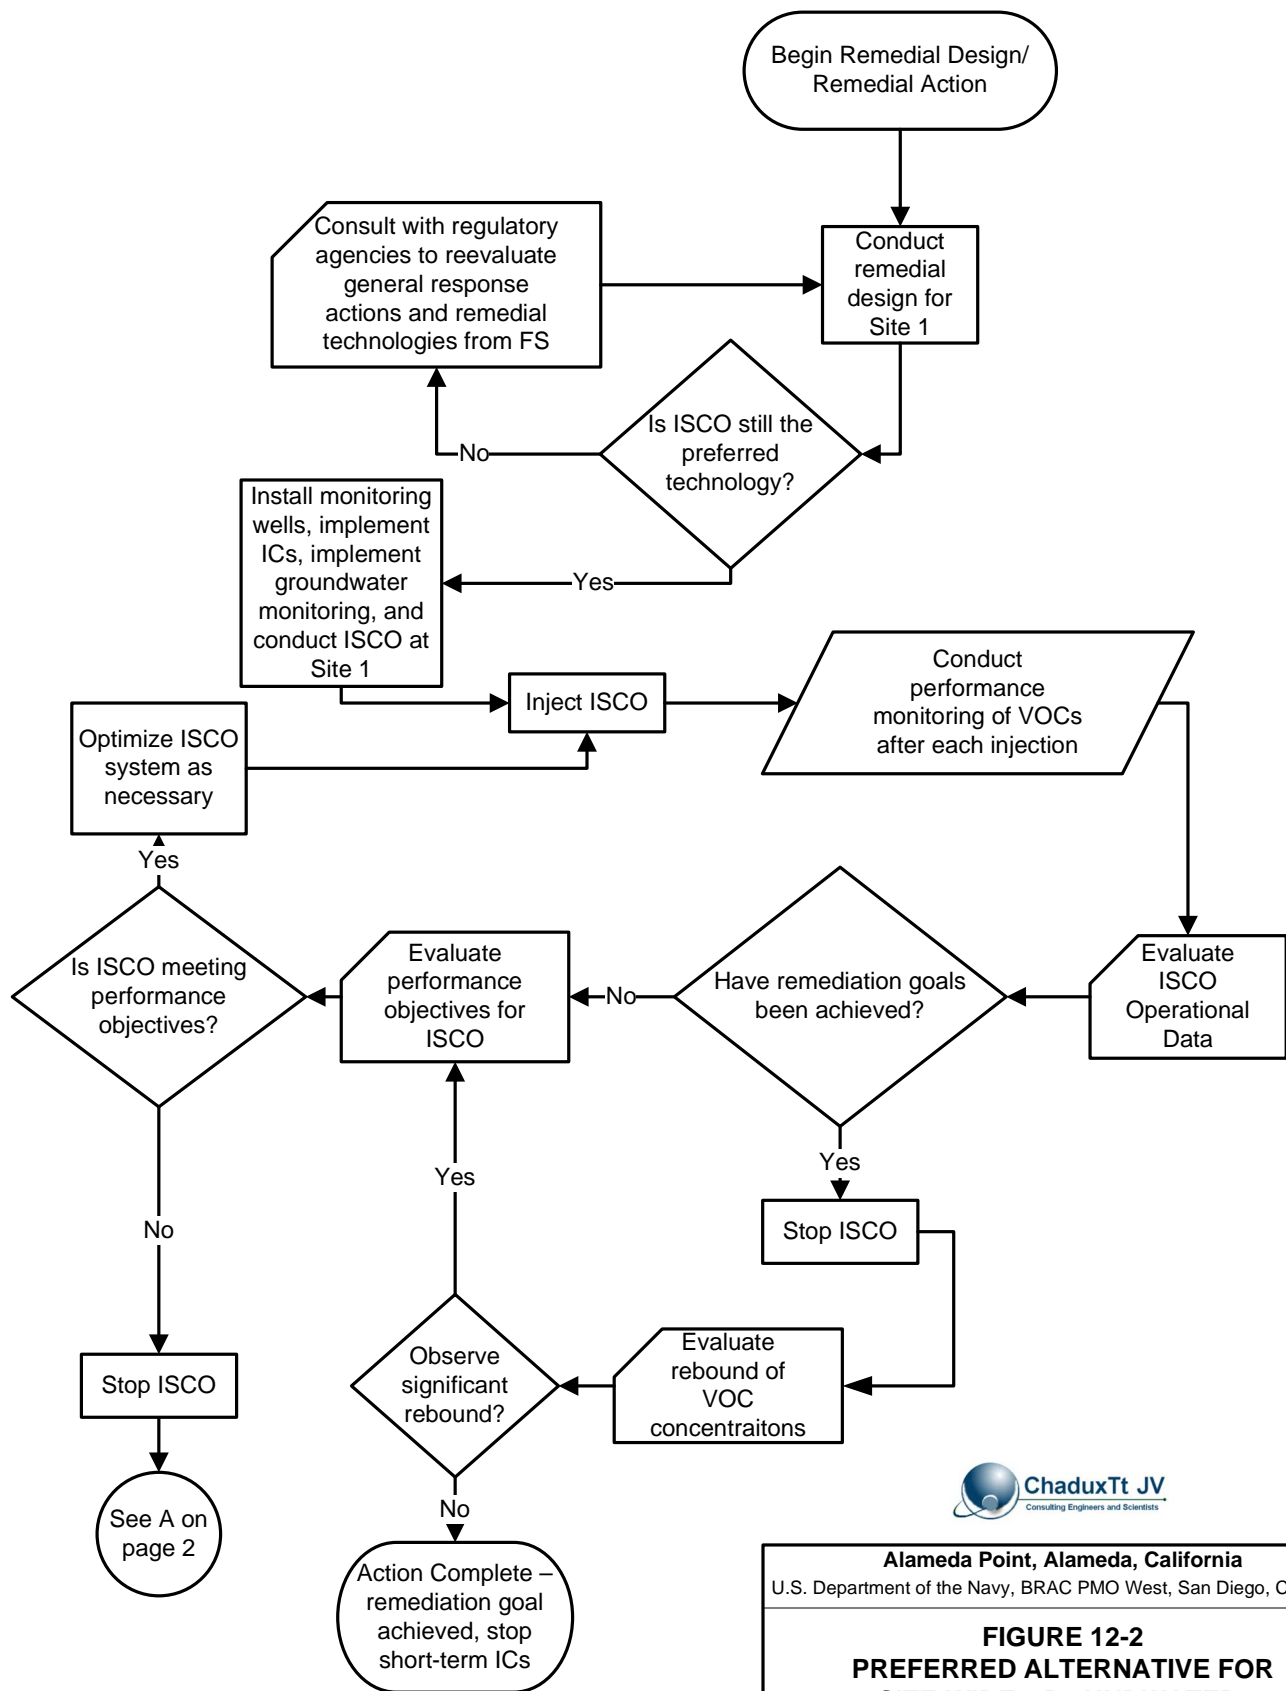 Begin Remedial Design/
Remedial Action
Consult with regulatory
agencies to reevaluate
general response
actions and remedial
technologies from FS
Conduct
remedial
design for
Site 1
Is ISCO still the
preferred
technology?
No
Yes
Install monitoring
wells, implement
ICs, implement
groundwater
monitoring, and
conduct ISCO at
Site 1
Inject ISCO
Conduct
performance
monitoring of VOCs
after each injection
Optimize ISCO
system as
necessary
Yes
Is ISCO meeting
performance
objectives?
Evaluate
performance
objectives for
ISCO
No
Have remediation goals
been achieved?
Evaluate
ISCO
Operational
Data
Yes
Stop ISCO
Yes
No
Evaluate
rebound of
VOC
concentraitons
Observe
significant
rebound?
Stop ISCO
No
See A on
page 2
Action Complete –
remediation goal
achieved, stop
short-term ICs
ChaduxTt JV
Consulting Engineers and Scientists
Alameda Point, Alameda, California
U.S. Department of the Navy, BRAC PMO West, San Diego, C
FIGURE 12-2
PREFERRED ALTERNATIVE FOR